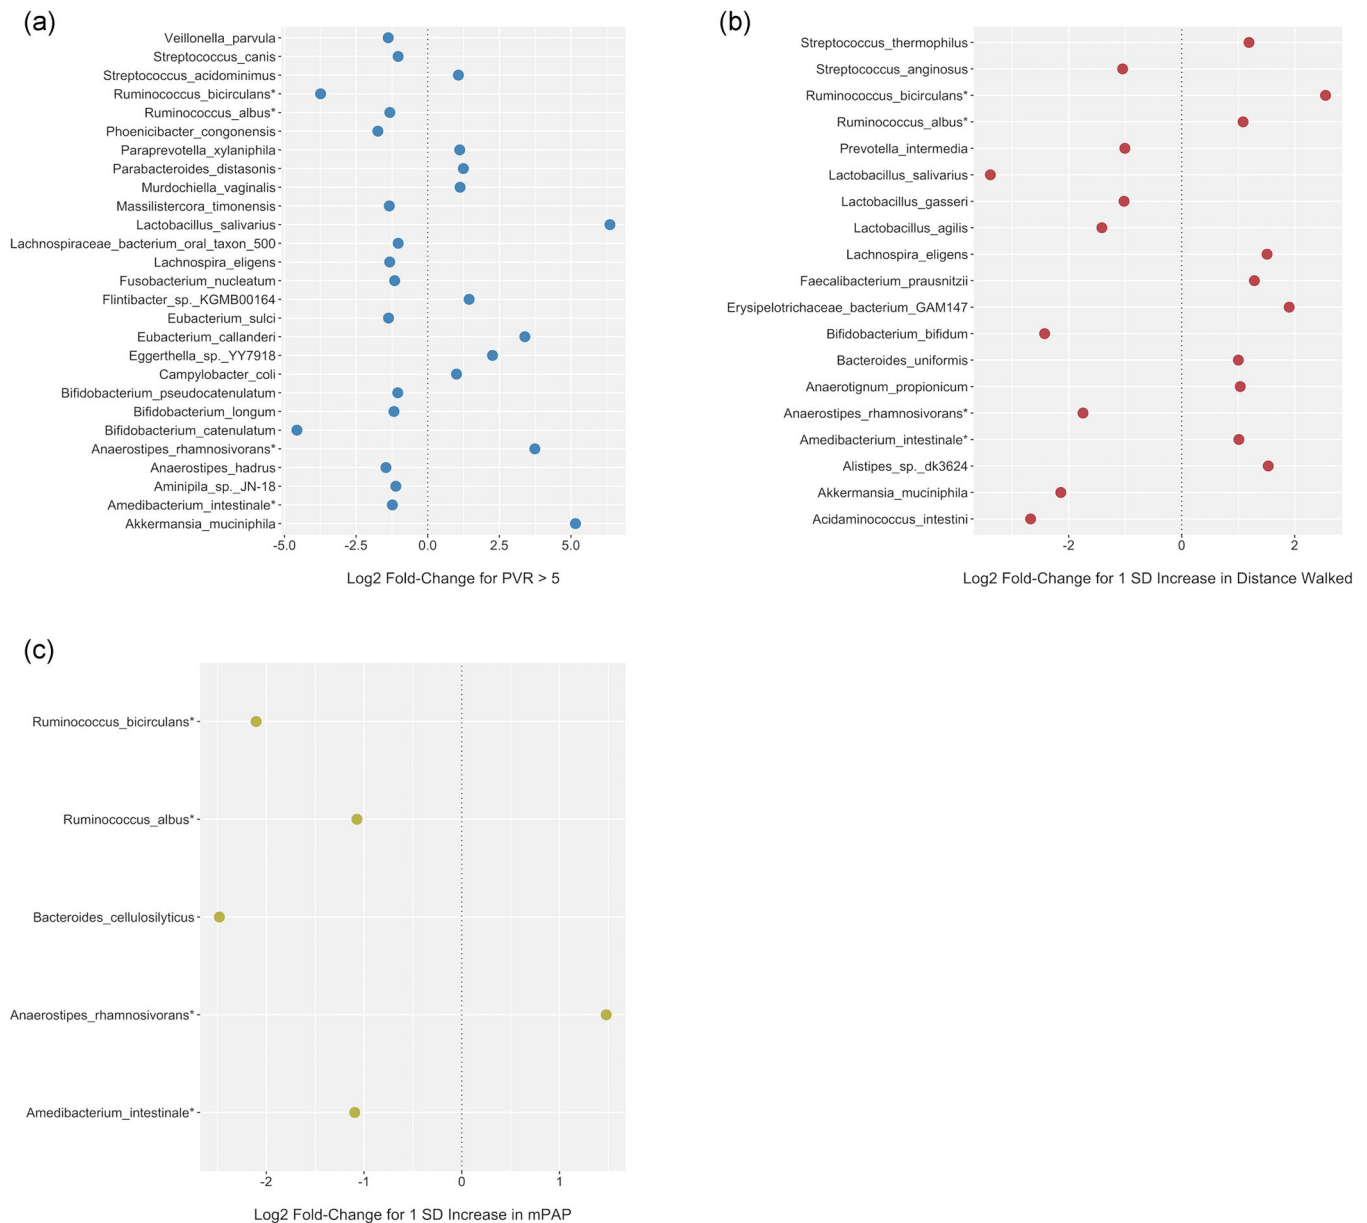 (a)
Veillonella_parvula
Streptococcus_canis
Streptococcus_acidominimus
Ruminococcus_bicirculans*
Ruminococcus_albus*
Phoenicibacter_congonensis
Paraprevotella_xylaniphila
Parabacteroides_distasonis
Murdochiella_vaginalis
Massilistercora_timonensis
Lactobacillus_salivarius
Lachnospiraceae_bacterium_oral_taxon_500
Lachnospira_eligens
Fusobacterium_nucleatum
Flintibacter_sp._KGMB00164
Eubacterium_sulci
Eubacterium_callanderi
Eggerthella_sp._YY7918
Campylobacter_coli
Bifidobacterium_pseudocatenulatum
Bifidobacterium_longum
Bifidobacterium_catenulatum
Anaerostipes_rhamnosivorans*
Anaerostipes_hadrus
Aminipila_sp._JN-18
Amedibacterium_intestinale*
Akkermansia_muciniphila
-5.0 -2.5 0.0 2.5 5.0
Log2 Fold-Change for PVR > 5
(b)
Streptococcus_thermophilus
Streptococcus_anginosus
Ruminococcus_bicirculans*
Ruminococcus_albus*
Prevotella_intermedia
Lactobacillus_salivarius
Lactobacillus_gasseri
Lactobacillus_agilis
Lachnospira_eligens
Faecalibacterium_prausnitzii
Erysipelotrichaceae_bacterium_GAM147
Bifidobacterium_bifidum
Bacteroides_uniformis
Anaerotignum_propionicum
Anaerostipes_rhamnosivorans*
Amedibacterium_intestinale*
Alistipes_sp._dk3624
Akkermansia_muciniphila
Acidaminococcus_intestini
-2 0 2
Log2 Fold-Change for 1 SD Increase in Distance Walked
(c)
Ruminococcus_bicirculans*
Ruminococcus_albus*
Bacteroides_cellulosilyticus
Anaerostipes_rhamnosivorans*
Amedibacterium_intestinale*
-2 -1 0 1
Log2 Fold-Change for 1 SD Increase in mPAP